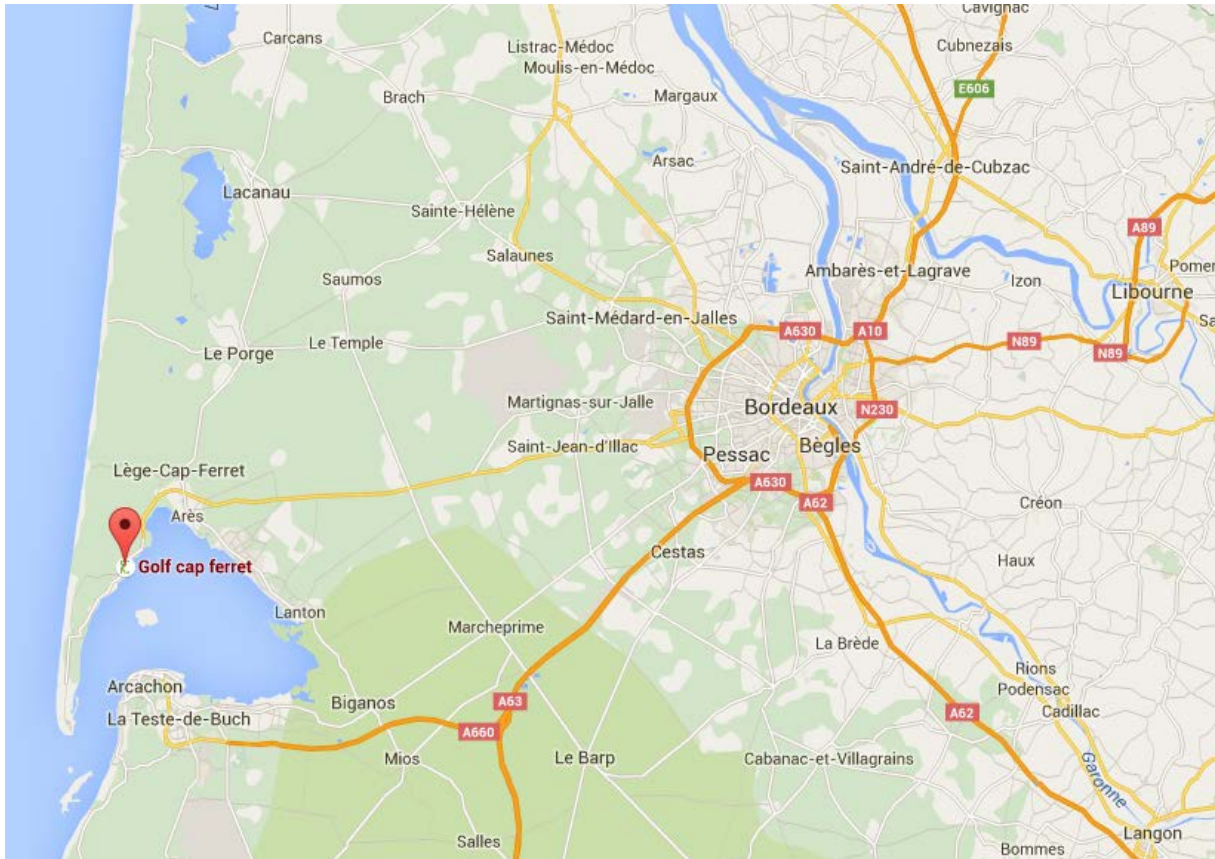 Cavignac
Carcans
Listrac-Médoc
Cubnezais
Moulis-en-Médoc
E606
Brach
Margaux
Arsac
Saint-André-de-Cubzac
Lacanau
Sainte-Hélène
A89
Salaunes
Pomer
Saumos
Ambarès-et-Lagrave
Izon
Libourne
Saint-Médard-en-Jalles
Sa
A630
A10
N89
N89
Le Porge
Le Temple
Martignas-sur-Jalle
Bordeaux
N230
Saint-Jean-d'Illac
Pessac
Bègles
Lège-Cap-Ferret
A630
A62
Créon
Arès
Cestas
Haux
Golf cap ferret
Lanton
Marcheprime
La Brède
Rions
Arcachon
Podensac
Biganos
A63
Cadillac
La Teste-de-Buch
A62
A660
Mios
Le Barp
Cabanac-et-Villagrains
Garonne
Salles
Langon
Bommes